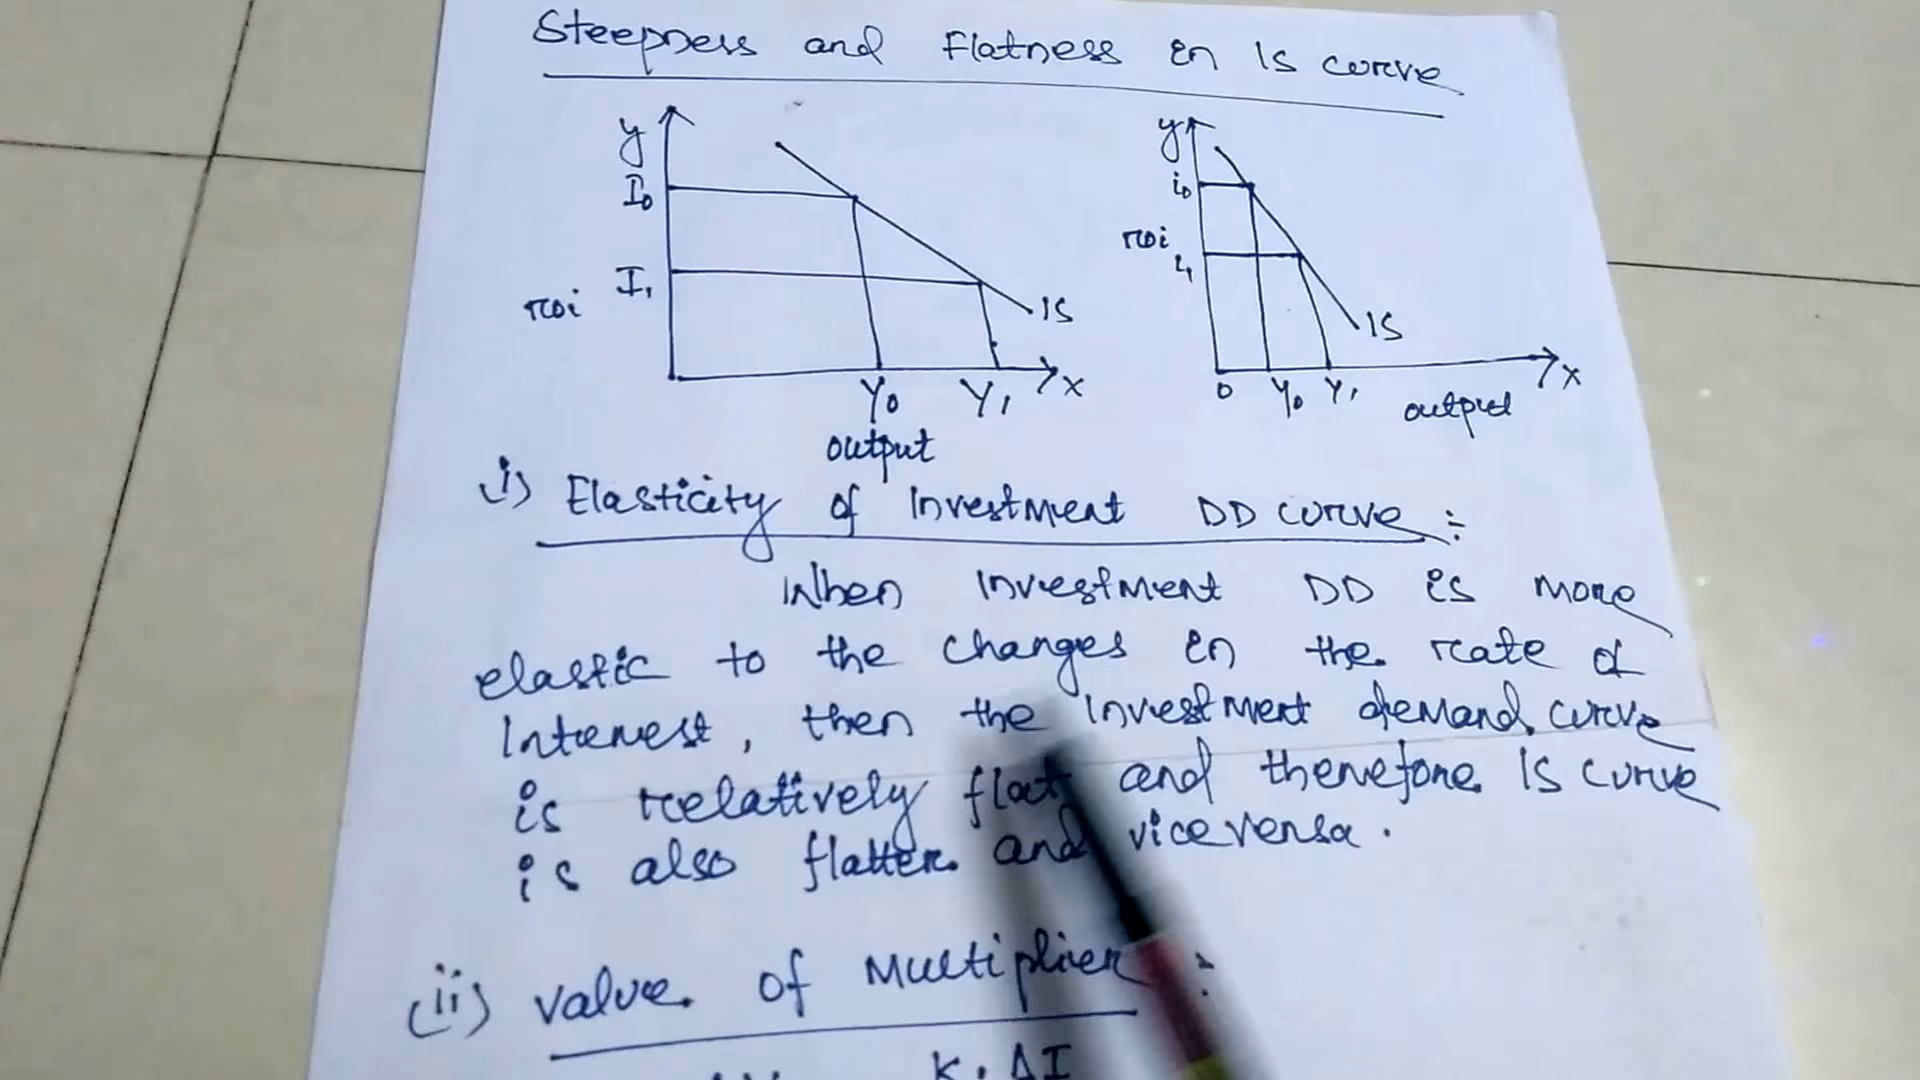 Steepness and Flatness in IS curve
y
I0
I1
roi
IS
Y0 Y1 x
output
y
i0
roi
i1
IS
0 Y0 Y1 x
output
i) Elasticity of Investment DD curve :-
When Investment DD is more
elastic to the changes in the rate of
Interest, then the investment demand curve
is relatively flat and therefore IS curve
is also flatter and vice versa.
(ii) value of Multiplier :
K. ΔI